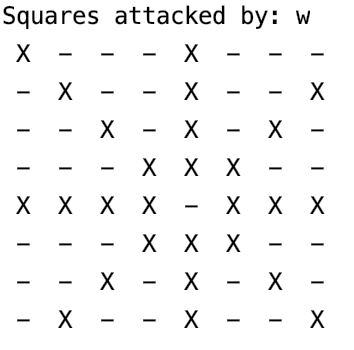 Squares attacked by: w
X – – – X – – –
– X – – X – – X
– – X – X – X –
– – – X X X – –
X X X X – X X X
– – – X X X – –
– – X – X – X –
– X – – X – – X